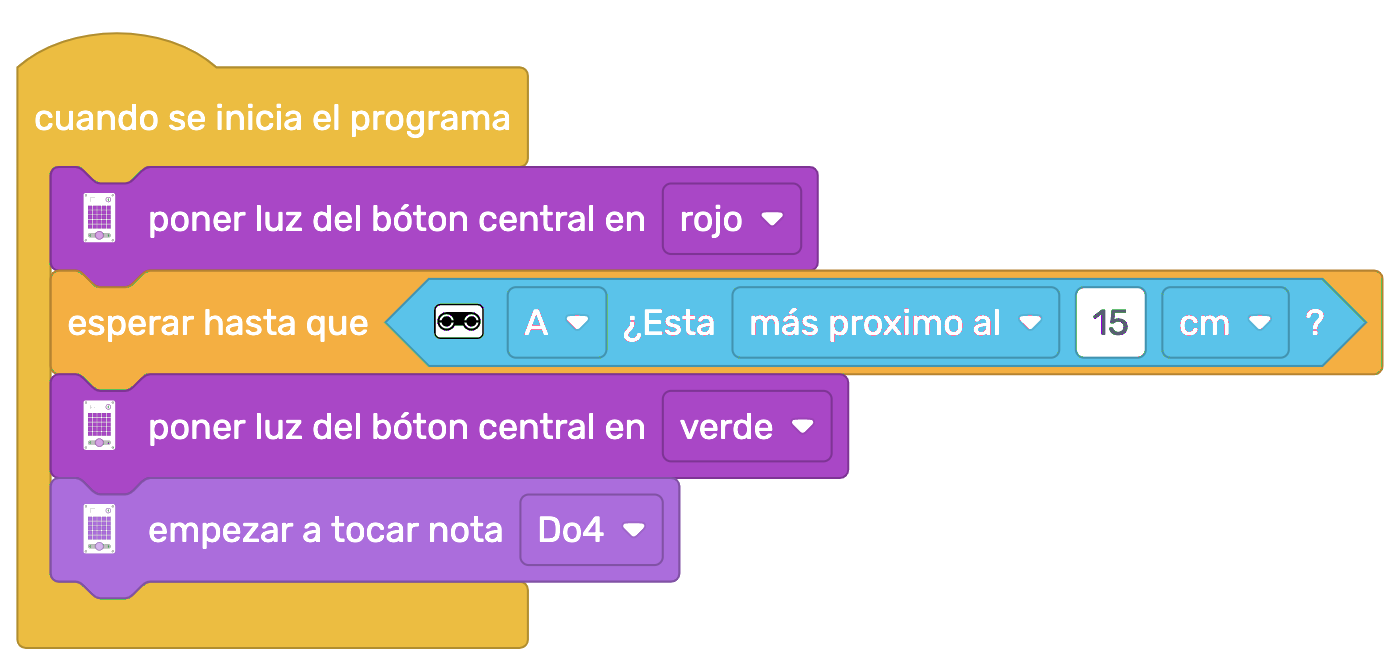 cuando se inicia el programa
poner luz del bóton central en rojo
esperar hasta que A ¿Esta más proximo al 15 cm ?
poner luz del bóton central en verde
empezar a tocar nota Do4